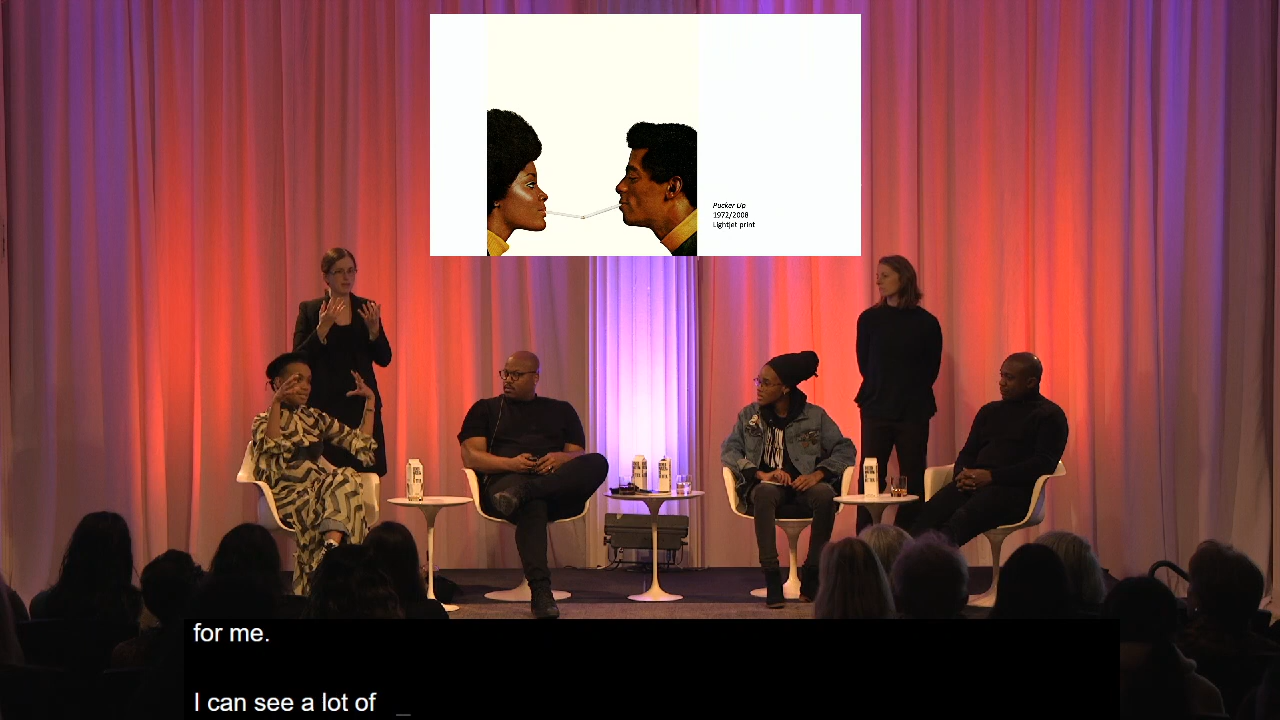 Pucker Up
1972/2008
Lightjet print
for me.
I can see a lot of _